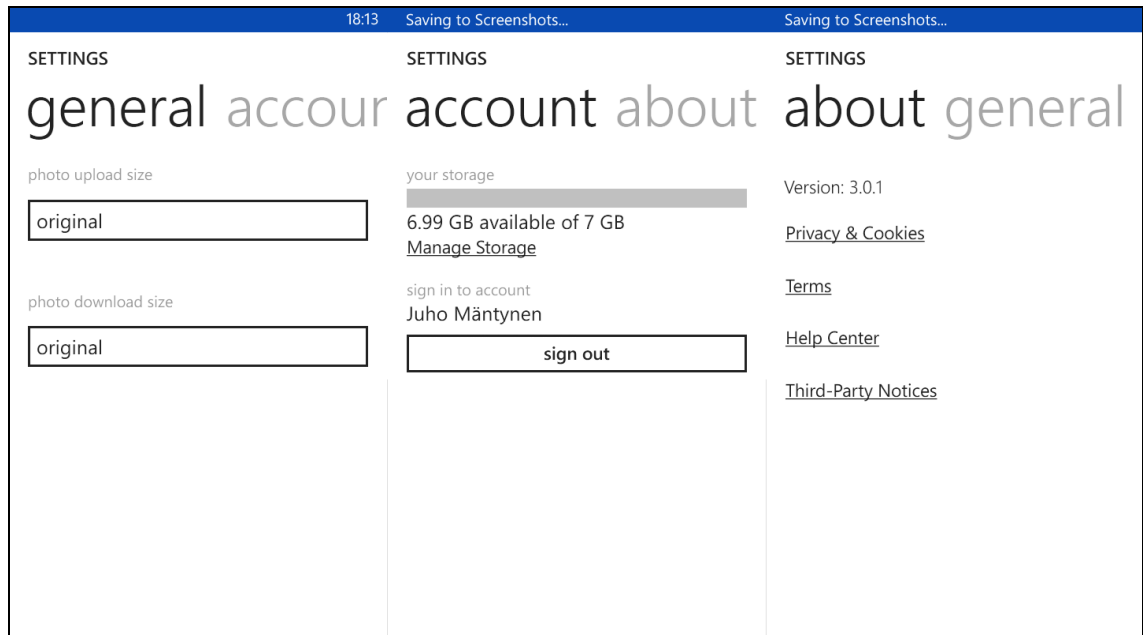 18:13
SETTINGS
general accour
photo upload size
original
photo download size
original
Saving to Screenshots...
SETTINGS
account about
your storage
6.99 GB available of 7 GB
Manage Storage
sign in to account
Juho Mäntynen
sign out
Saving to Screenshots...
SETTINGS
about general
Version: 3.0.1
Privacy & Cookies
Terms
Help Center
Third-Party Notices